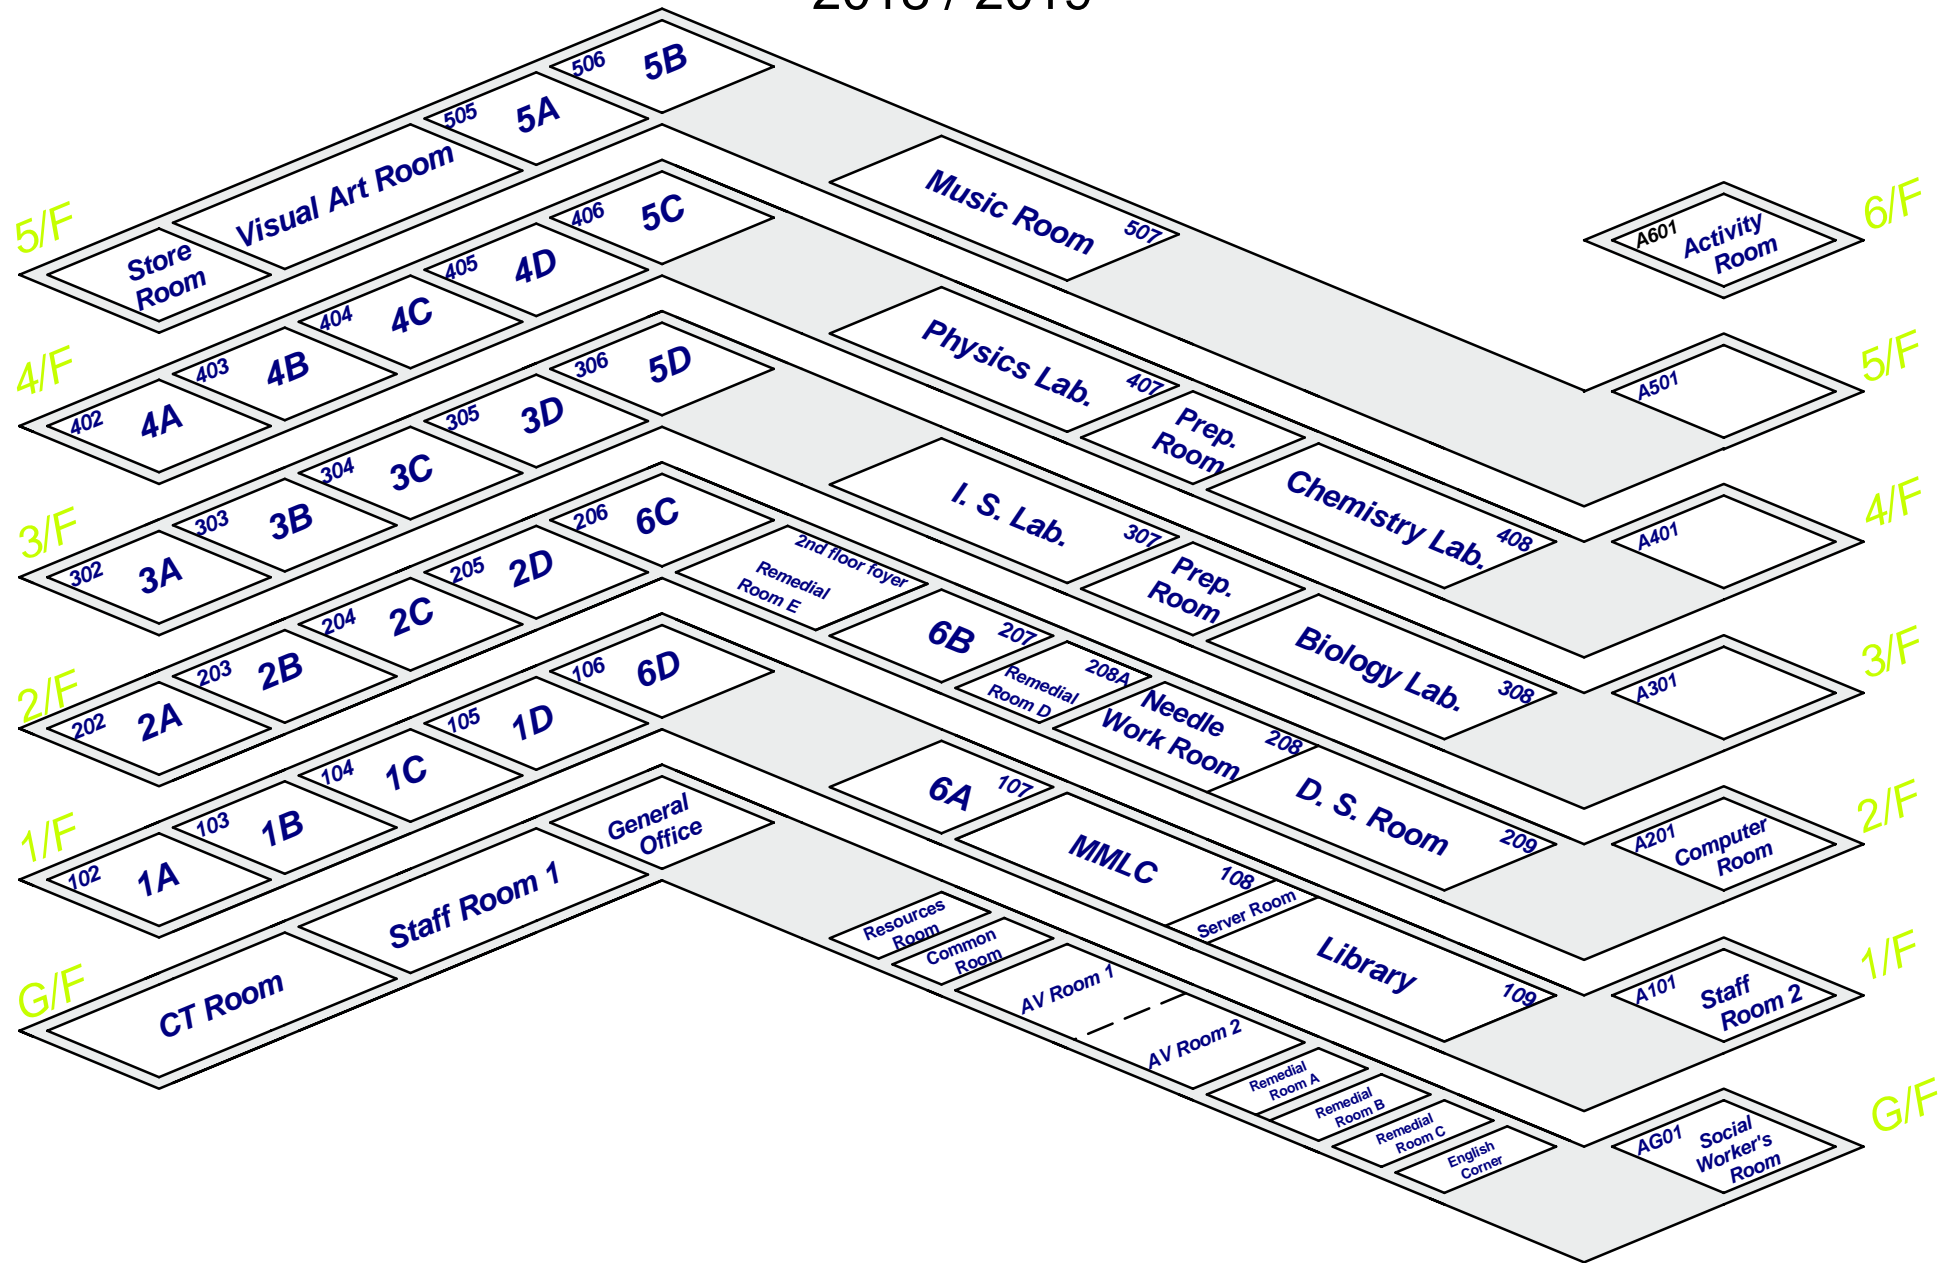 2018 / 2019
5/F
506
5B
505
5A
Visual Art Room
Store
Room
Music Room
507
6/F
A601
Activity
Room
4/F
406
5C
405
4D
404
4C
403
4B
402
4A
Physics Lab.
407
Prep.
Room
Chemistry Lab.
408
5/F
A501
3/F
306
5D
305
3D
304
3C
303
3B
302
3A
I. S. Lab.
307
Prep.
Room
Biology Lab.
308
4/F
A401
2/F
206
6C
205
2D
204
2C
203
2B
202
2A
2nd floor foyer
Remedial
Room E
6B
207
208A
Remedial
Room D
Needle
Work Room
208
D. S. Room
209
3/F
A301
1/F
106
6D
105
1D
104
1C
103
1B
102
1A
6A
107
MMLC
108
Server Room
Library
109
2/F
A201
Computer
Room
G/F
General
Office
Staff Room 1
CT Room
Resources
Room
Common
Room
AV Room 1
AV Room 2
Remedial
Room A
Remedial
Room B
Remedial
Room C
English
Corner
1/F
A101
Staff
Room 2
G/F
AG01
Social
Worker's
Room